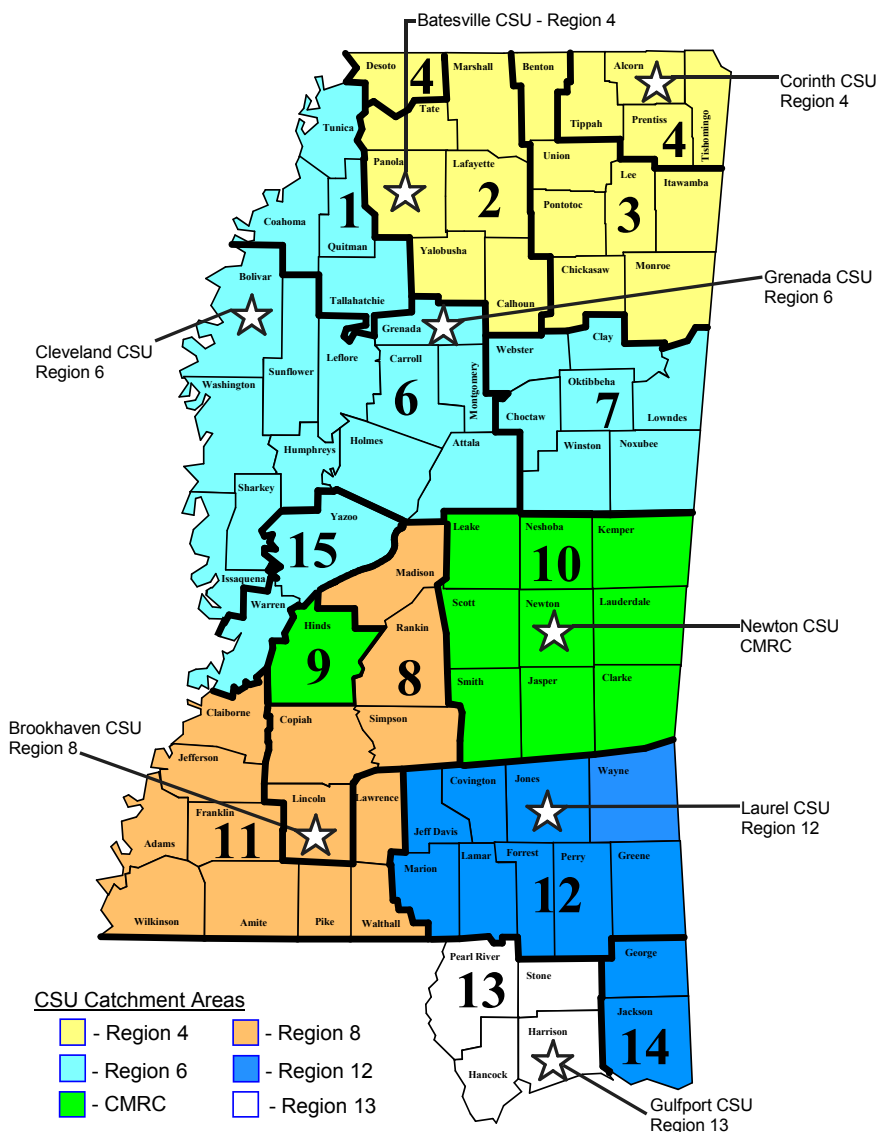 Batesville CSU - Region 4
Corinth CSU
Region 4
Desoto
4
Marshall
Benton
Alcorn
Tippah
Tishomingo
Tate
Prentiss
4
Tunica
Panola
Lafayette
2
Union
Lee
Itawamba
Pontotoc
3
1
Coahoma
Quitman
Yalobusha
Chickasaw
Monroe
Bolivar
Tallahatchie
Calhoun
Grenada CSU
Region 6
Grenada
Cleveland CSU
Region 6
Leflore
Carroll
Webster
Clay
Washington
Sunflower
6
Montgomery
Oktibbeha
7
Choctaw
Lowndes
Humphreys
Holmes
Attala
Winston
Noxubee
Sharkey
Yazoo
15
Leake
Neshoba
Kemper
10
Issaquena
Madison
Warren
Hinds
9
Rankin
8
Scott
Newton
Lauderdale
Newton CSU
CMRC
Smith
Jasper
Clarke
Brookhaven CSU
Region 8
Claiborne
Copiah
Simpson
Jefferson
Lincoln
Lawrence
Covington
Jones
Wayne
Laurel CSU
Region 12
Adams
Franklin
11
Jeff Davis
Marion
Lamar
Forrest
Perry
Greene
12
Wilkinson
Amite
Pike
Walthall
Pearl River
13
Stone
George
Hancock
Harrison
Jackson
14
Gulfport CSU
Region 13
CSU Catchment Areas
- Region 4
- Region 8
- Region 6
- Region 12
- CMRC
- Region 13